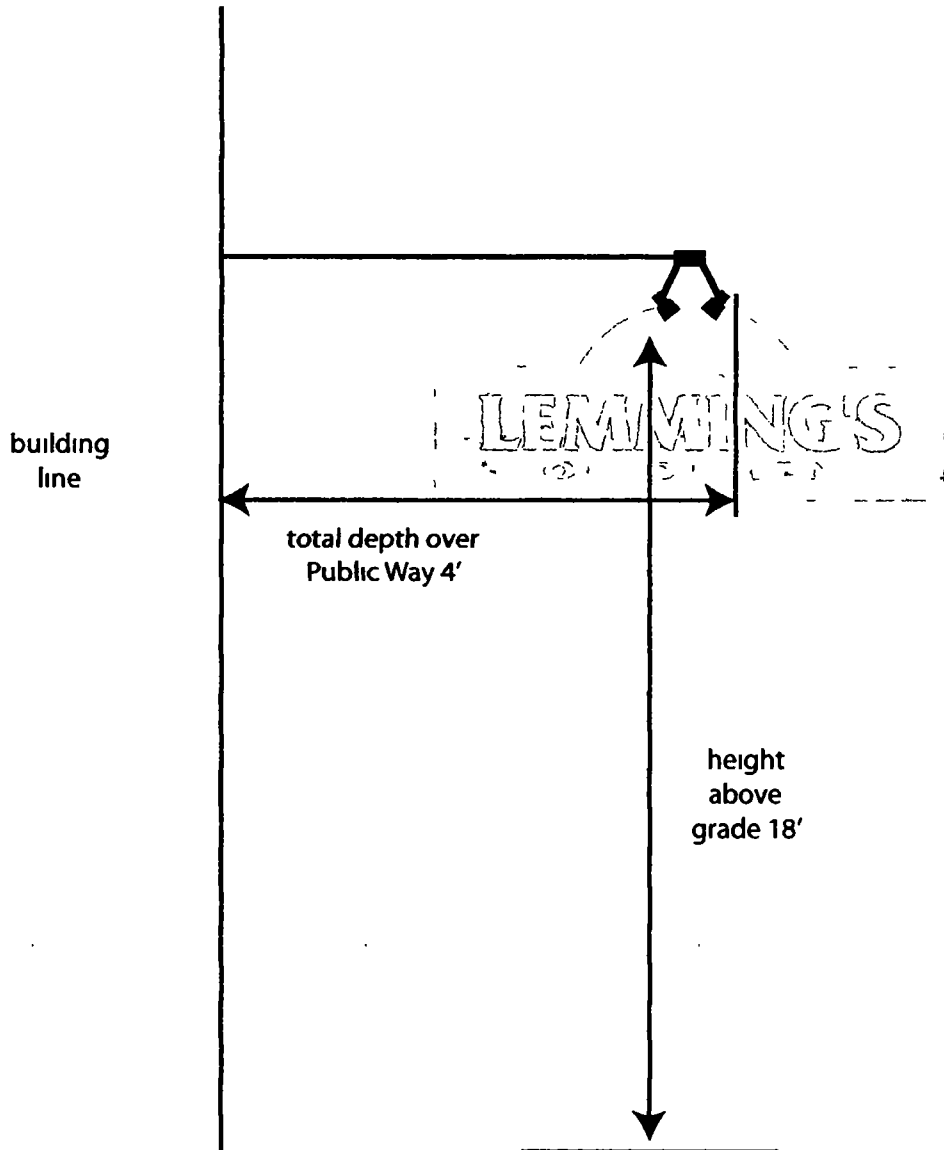 LEMMING'S
building
line
total depth over
Public Way 4'
height
above
grade 18'